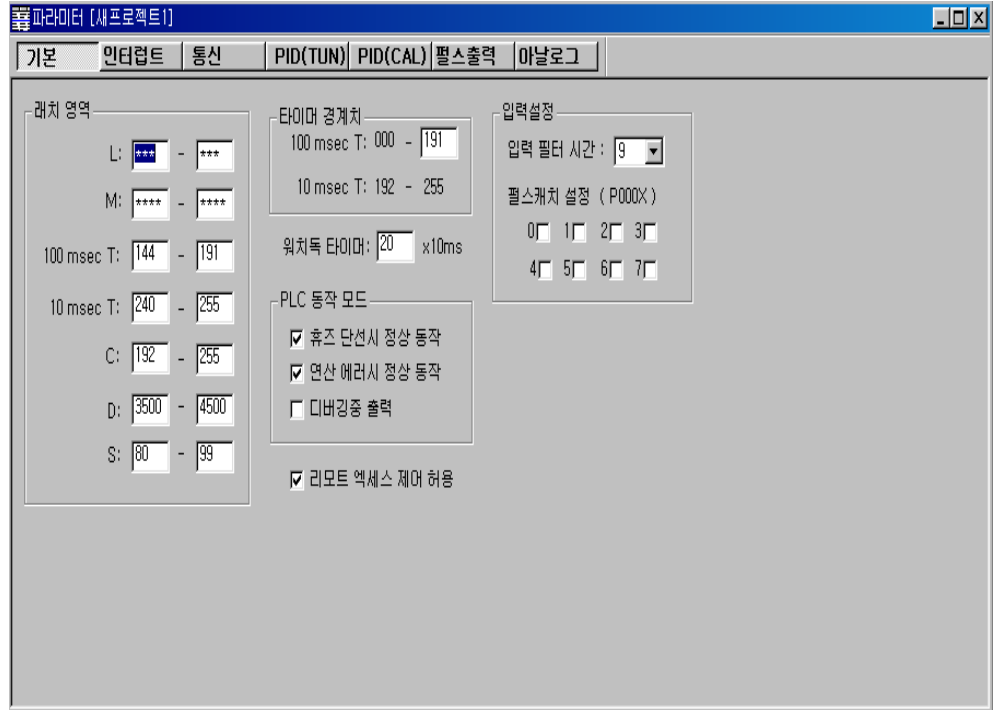 파라미터 [새프로젝트1]
기본 인터럽트 통신 PID(TUN) PID(CAL) 펄스출력 아날로그
래치 영역
L: *** - ***
M: **** - ****
100 msec T: 144 - 191
10 msec T: 240 - 255
C: 192 - 255
D: 3500 - 4500
S: 80 - 99
타이머 경계치
100 msec T: 000 - 191
10 msec T: 192 - 255
워치독 타이머: 20 x10ms
PLC 동작 모드
휴즈 단선시 정상 동작
연산 에러시 정상 동작
디버깅중 출력
리모트 엑세스 제어 허용
입력설정
입력 필터 시간 : 9
펄스캐치 설정 ( P000X )
0 1 2 3
4 5 6 7